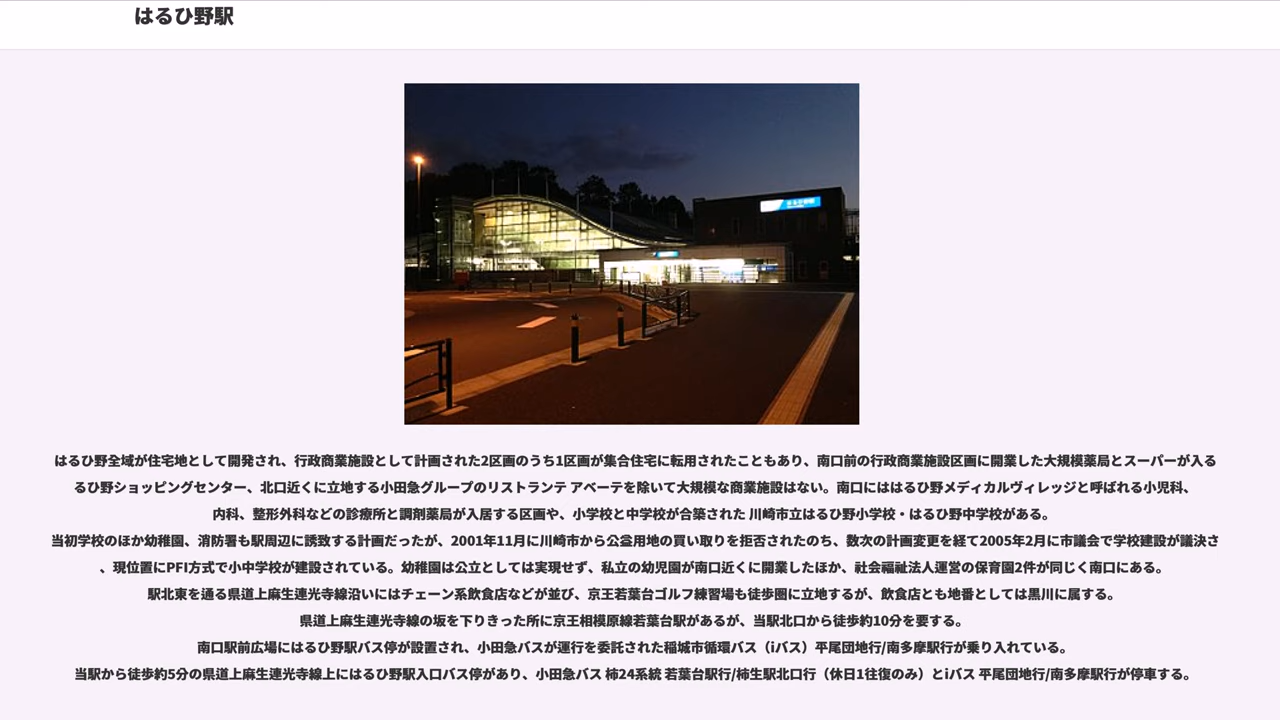 はるひ野駅
はるひ野駅
はるひ野全域が住宅地として開発され、行政商業施設として計画された2区画のうち1区画が集合住宅に転用されたこともあり、南口前の行政商業施設区画に開業した大規模薬局とスーパーが入る
るひ野ショッピングセンター、北口近くに立地する小田急グループのリストランテ アベーテを除いて大規模な商業施設はない。南口にははるひ野メディカルヴィレッジと呼ばれる小児科、
内科、整形外科などの診療所と調剤薬局が入居する区画や、小学校と中学校が合築された 川崎市立はるひ野小学校・はるひ野中学校がある。
当初学校のほか幼稚園、消防署も駅周辺に誘致する計画だったが、2001年11月に川崎市から公益用地の買い取りを拒否されたのち、数次の計画変更を経て2005年2月に市議会で学校建設が議決さ
、現位置にPFI方式で小中学校が建設されている。幼稚園は公立としては実現せず、私立の幼児園が南口近くに開業したほか、社会福祉法人運営の保育園2件が同じく南口にある。
駅北東を通る県道上麻生連光寺線沿いにはチェーン系飲食店などが並び、京王若葉台ゴルフ練習場も徒歩圏に立地するが、飲食店とも地番としては黒川に属する。
県道上麻生連光寺線の坂を下りきった所に京王相模原線若葉台駅があるが、当駅北口から徒歩約10分を要する。
南口駅前広場にはるひ野駅バス停が設置され、小田急バスが運行を委託された稲城市循環バス（iバス）平尾団地行/南多摩駅行が乗り入れている。
当駅から徒歩約5分の県道上麻生連光寺線上にはるひ野駅入口バス停があり、小田急バス 柿24系統 若葉台駅行/柿生駅北口行（休日1往復のみ）とiバス 平尾団地行/南多摩駅行が停車する。